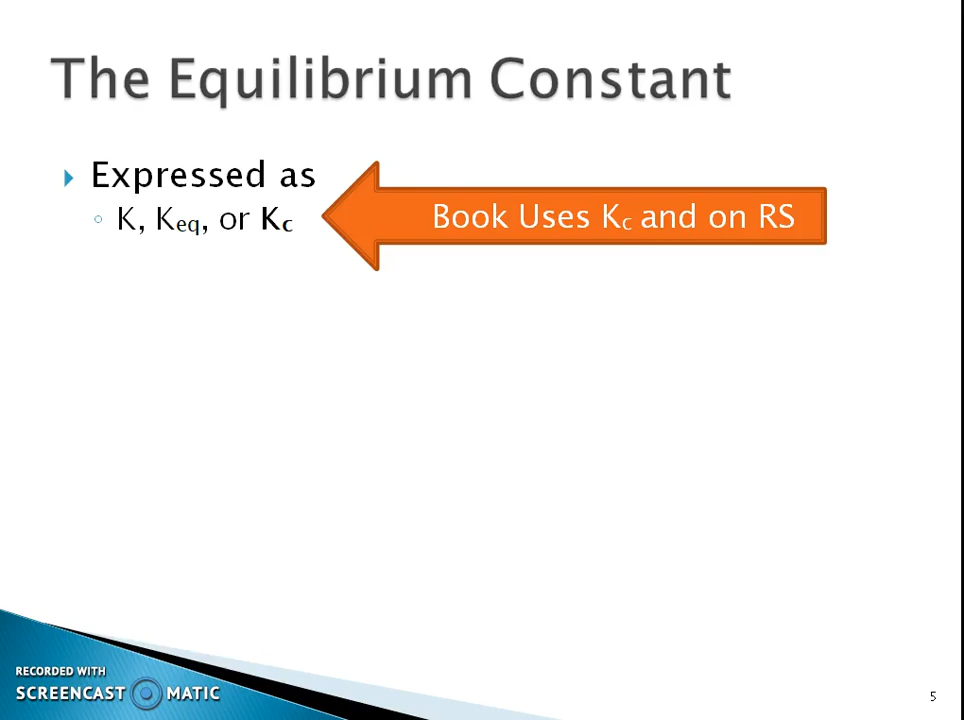 The Equilibrium Constant
Expressed as
K, Keq, or Kc
Book Uses Kc and on RS
RECORDED WITH
SCREENCAST MATIC
5